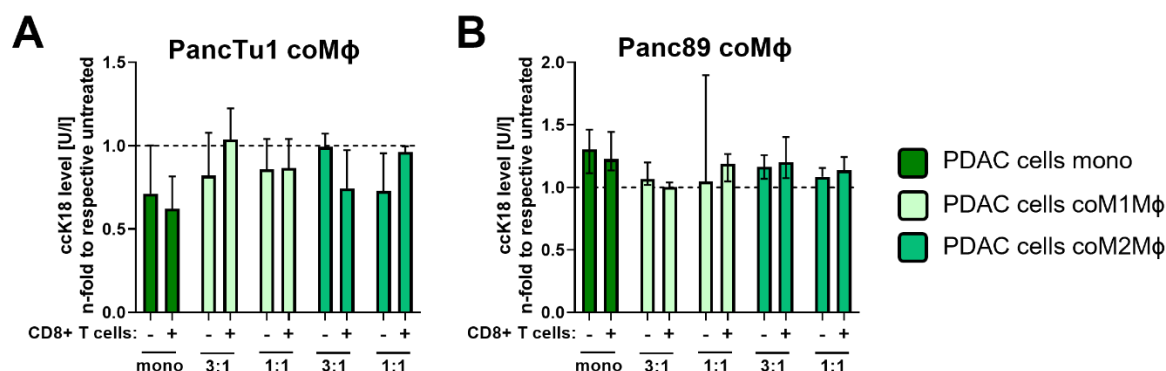 A
PancTu1 coMϕ
ccK18 level [U/l]
n-fold to respective untreated
1.5
1.0
0.5
0.0
CD8+ T cells: - + - + - + - + - +
mono 3:1 1:1 3:1 1:1
B
Panc89 coMϕ
ccK18 level [U/l]
n-fold to respective untreated
2.0
1.5
1.0
0.5
0.0
CD8+ T cells: - + - + - + - + - +
mono 3:1 1:1 3:1 1:1
PDAC cells mono
PDAC cells coM1Mϕ
PDAC cells coM2Mϕ